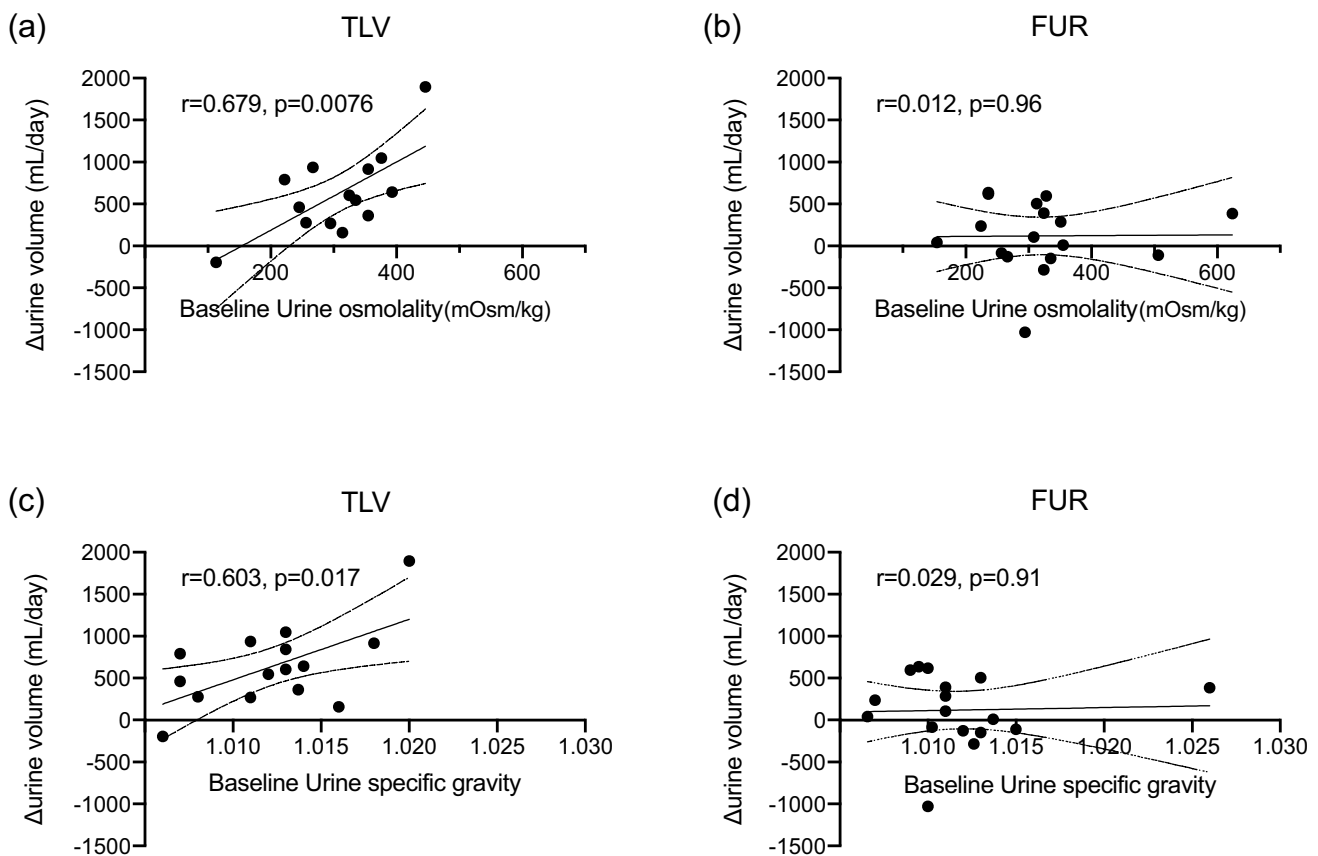 (a)
TLV
2000
1500
1000
500
0
-500
-1000
-1500
Δurine volume (mL/day)
r=0.679, p=0.0076
200
400
600
Baseline Urine osmolality(mOsm/kg)
(b)
FUR
2000
1500
1000
500
0
-500
-1000
-1500
Δurine volume (mL/day)
r=0.012, p=0.96
200
400
600
Baseline Urine osmolality(mOsm/kg)
(c)
TLV
2000
1500
1000
500
0
-500
-1000
-1500
Δurine volume (mL/day)
r=0.603, p=0.017
1.010
1.015
1.020
1.030
Baseline Urine specific gravity
(d)
FUR
2000
1500
1000
500
0
-500
-1000
-1500
Δurine volume (mL/day)
r=0.029, p=0.91
1.010
1.015
1.020
1.025
1.030
Baseline Urine specific gravity